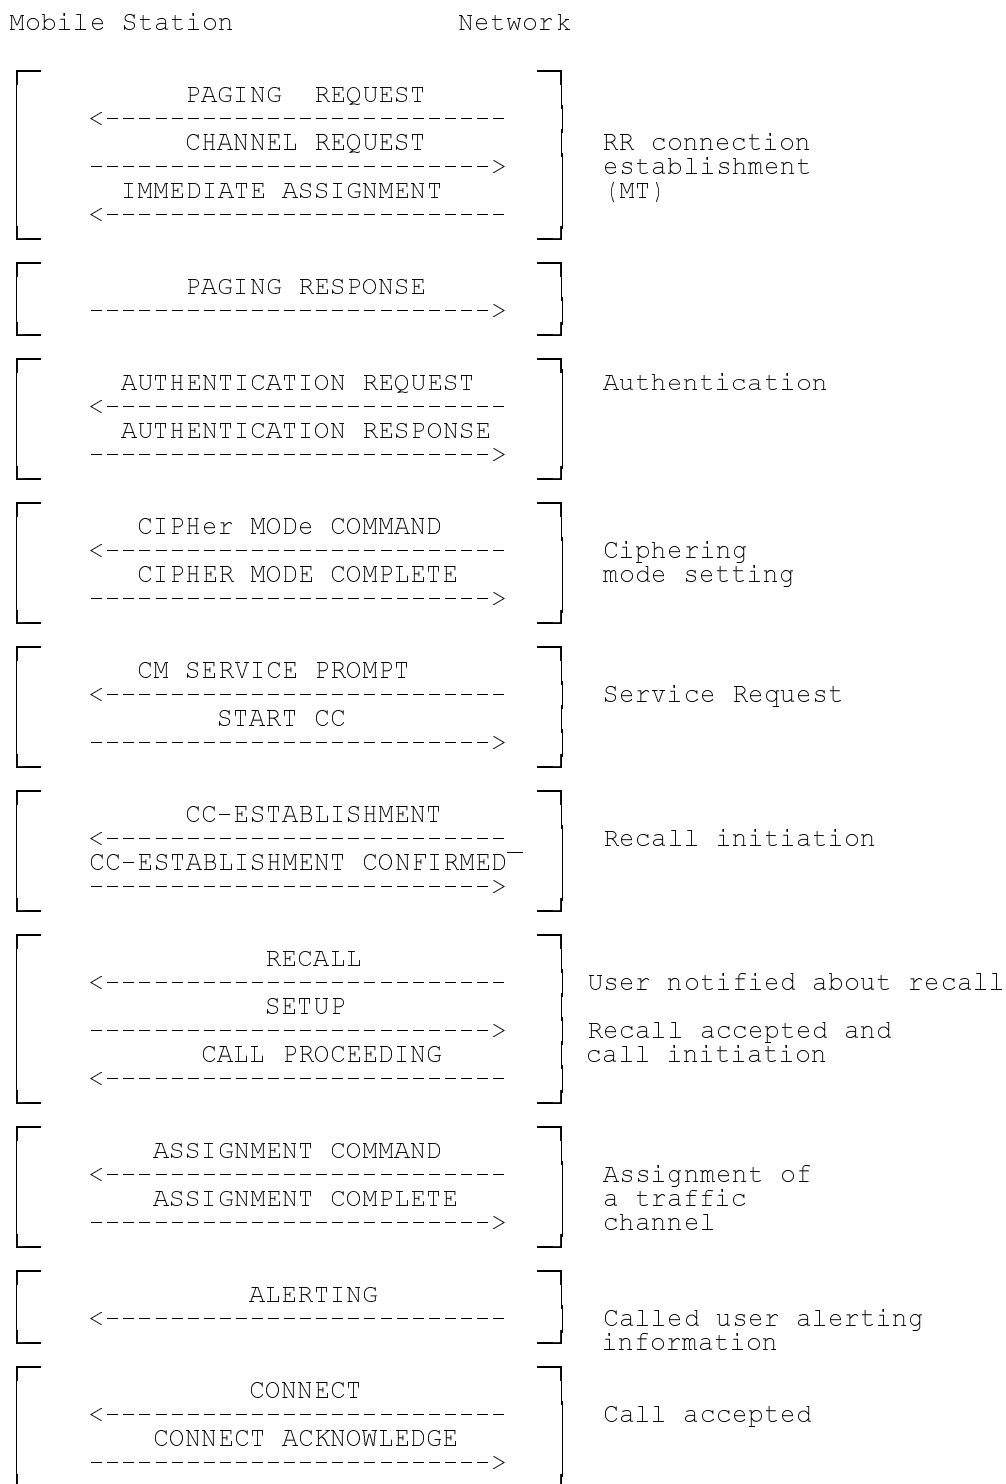 Mobile Station Network
PAGING REQUEST
<-------------------------
CHANNEL REQUEST
------------------------->
RR connection
establishment
(MT)
IMMEDIATE ASSIGNMENT
<-------------------------
PAGING RESPONSE
------------------------->
AUTHENTICATION REQUEST
Authentication
<-------------------------
AUTHENTICATION RESPONSE
------------------------->
CIPHer MODe COMMAND
<-------------------------
Ciphering
mode setting
CIPHER MODE COMPLETE
------------------------->
CM SERVICE PROMPT
<-------------------------
Service Request
START CC
------------------------->
CC-ESTABLISHMENT
<-------------------------
Recall initiation
CC-ESTABLISHMENT CONFIRMED
------------------------->
RECALL
<-------------------------
User notified about recall
SETUP
------------------------->
Recall accepted and
call initiation
CALL PROCEEDING
<-------------------------
ASSIGNMENT COMMAND
<-------------------------
Assignment of
a traffic
channel
ASSIGNMENT COMPLETE
------------------------->
ALERTING
<-------------------------
Called user alerting
information
CONNECT
<-------------------------
Call accepted
CONNECT ACKNOWLEDGE
------------------------->